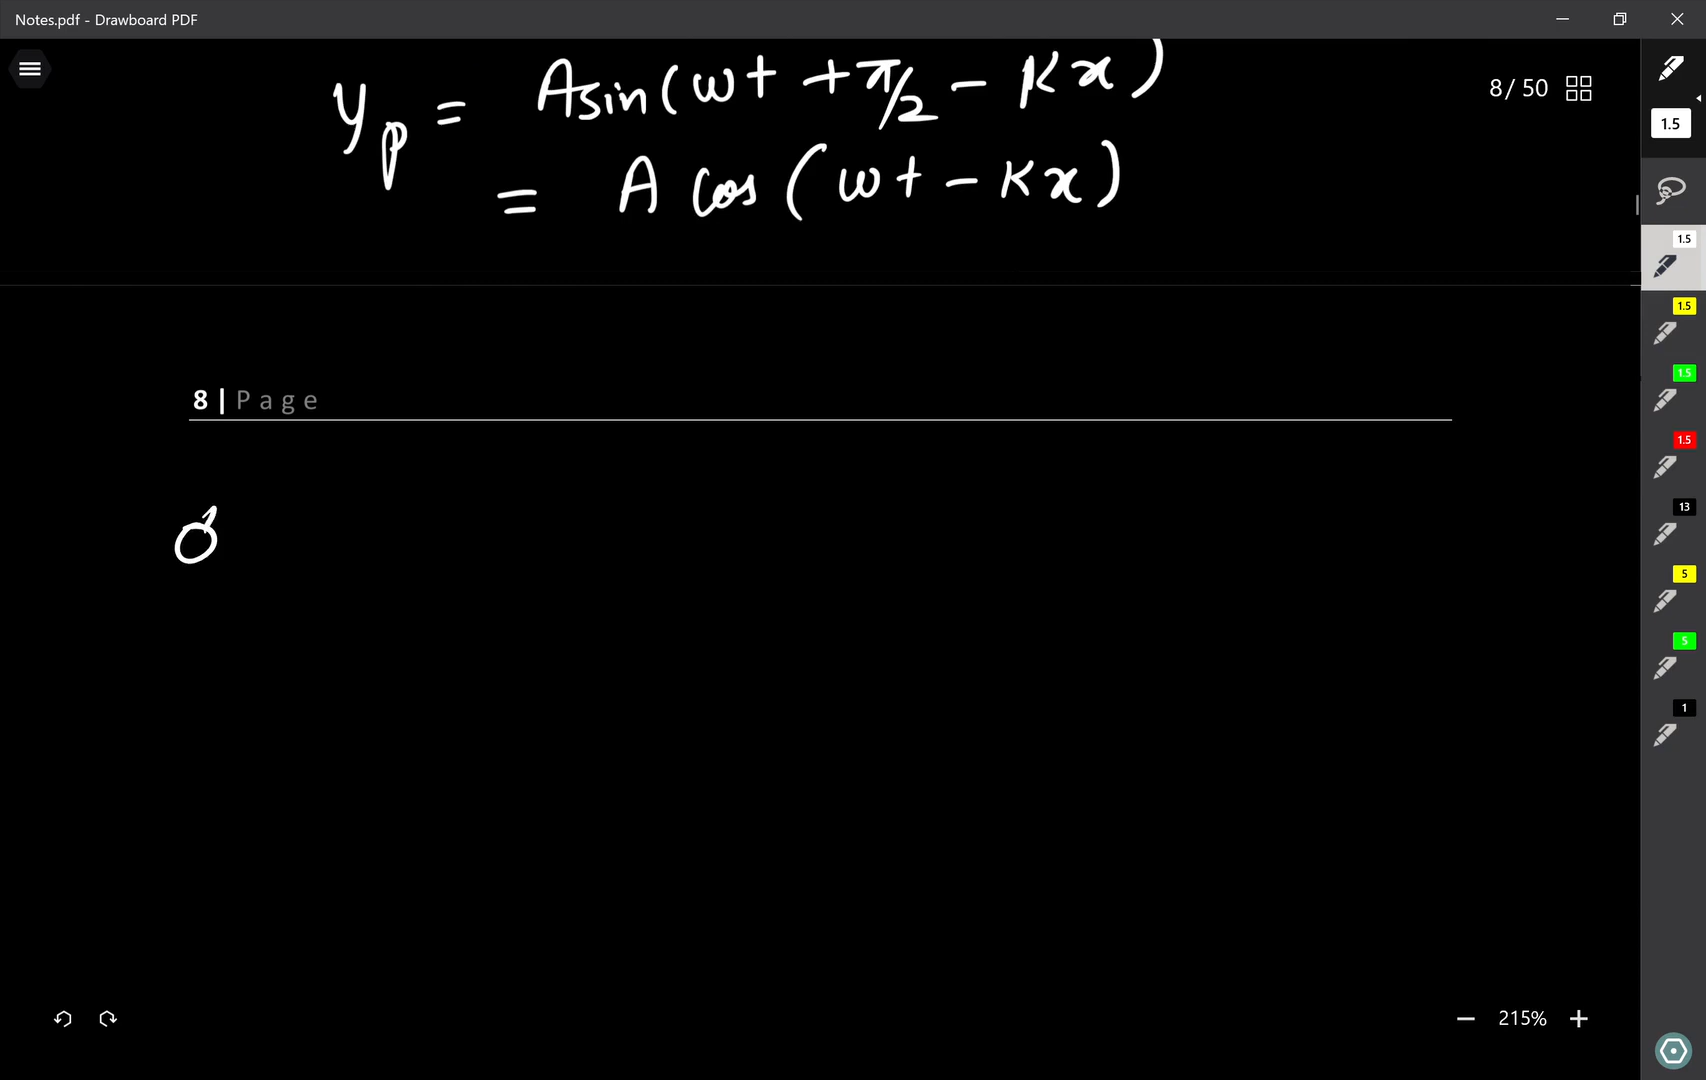 Notes.pdf - Drawboard PDF
y_p = A sin(ωt + π/2 - Kx)
= A cos(ωt - Kx)
8/ 50
1.5
1.5
1.5
1.5
1.5
13
5
5
1
8 | Page
215%